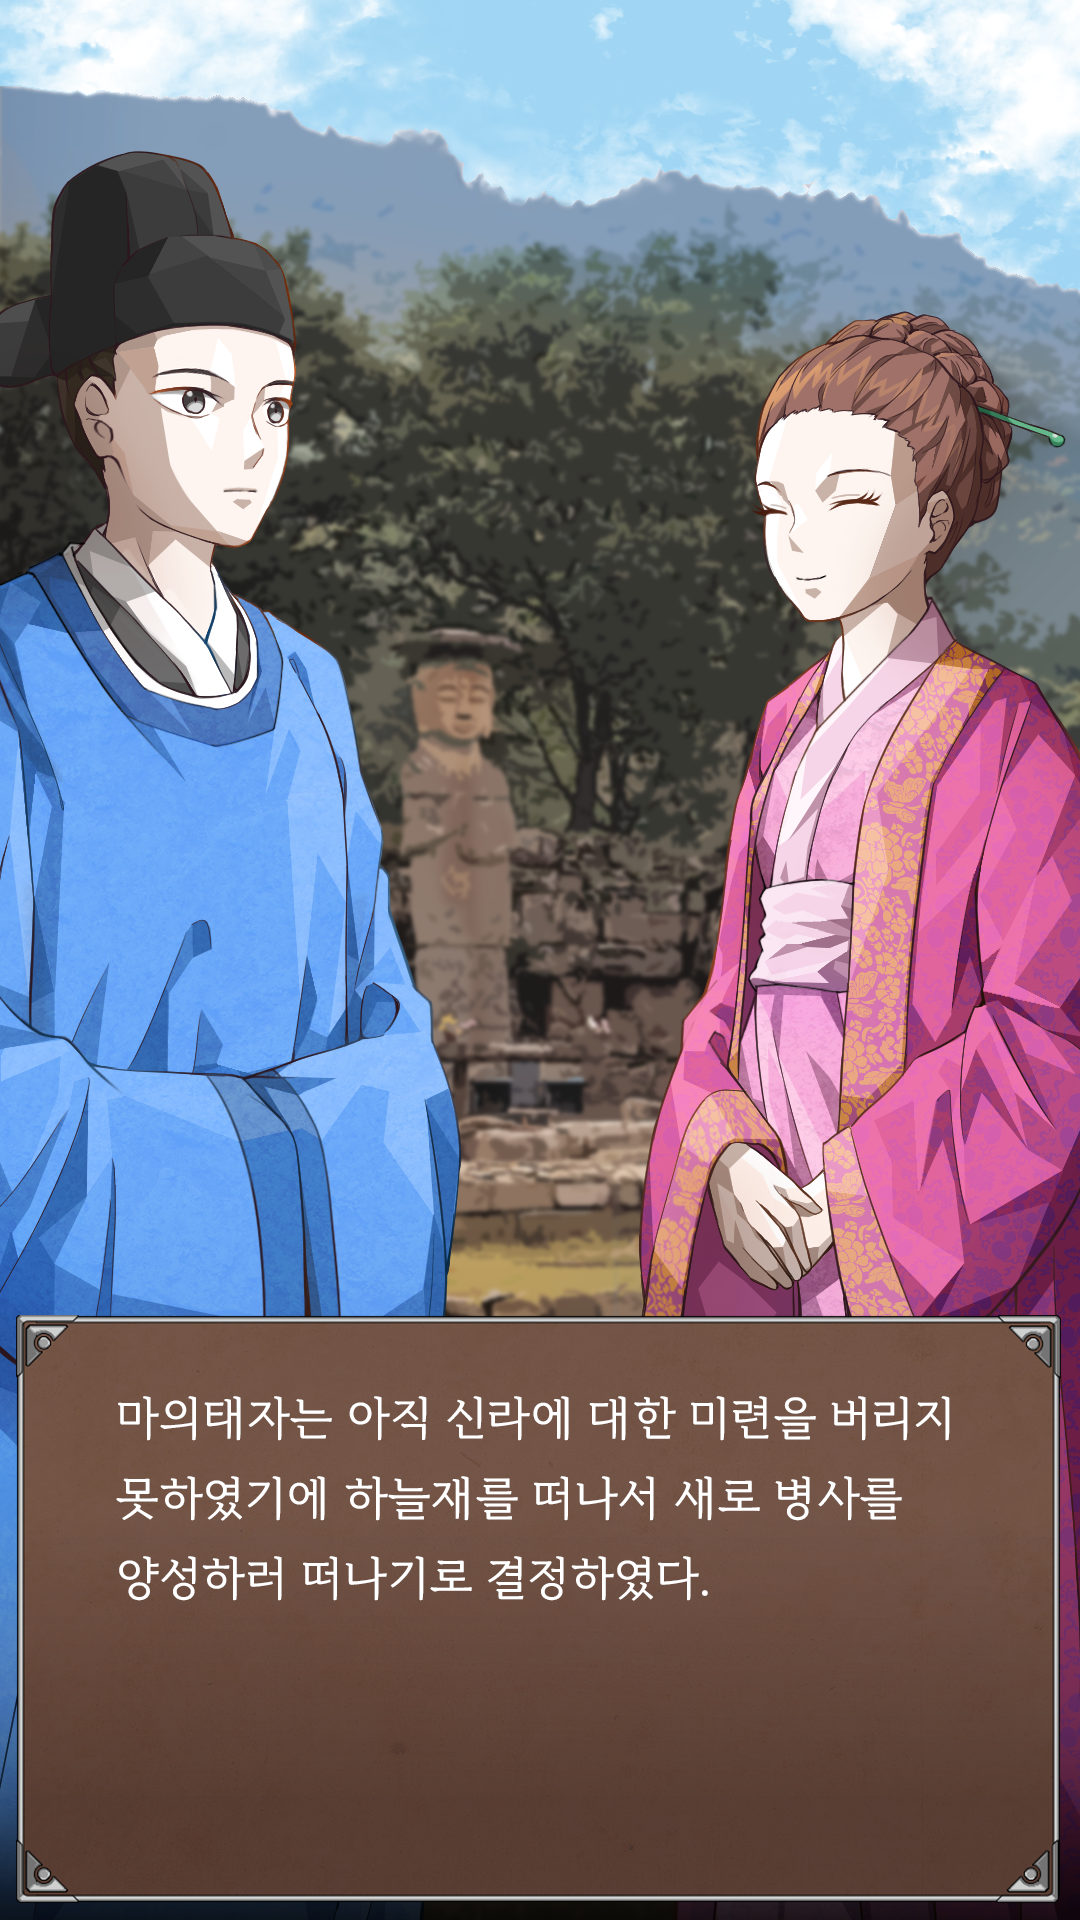 마의태자는 아직 신라에 대한 미련을 버리지
못하였기에 하늘재를 떠나서 새로 병사를
양성하러 떠나기로 결정하였다.